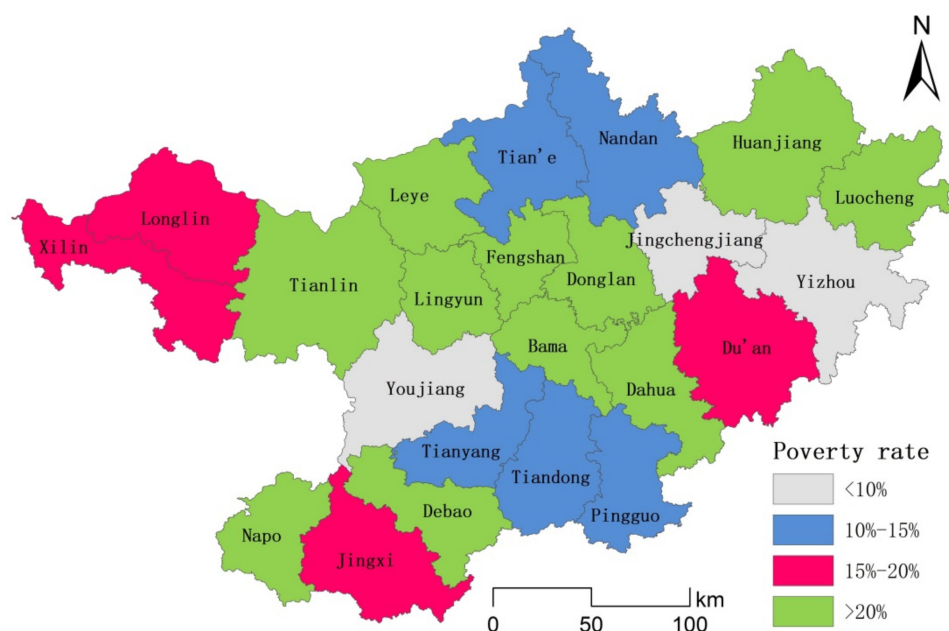 N
Nandan
Huanjiang
Tian'e
Leye
Luocheng
Longlin
Jingchengjiang
Xilin
Fengshan
Donglan
Yizhou
Tianlin
Lingyun
Bama
Du'an
Youjiang
Dahua
Tianyang
Tiandong
Debao
Pingguo
Napo
Jingxi
Poverty rate
<10%
10%-15%
15%-20%
>20%
km
0 50 100